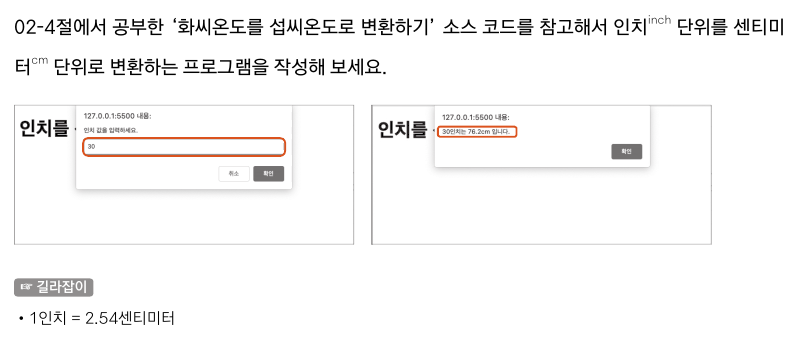 02-4절에서 공부한 ‘화씨온도를 섭씨온도로 변환하기’ 소스 코드를 참고해서 인치inch 단위를 센티미
터cm 단위로 변환하는 프로그램을 작성해 보세요.
인치를
127.0.0.1:5500 내용:
인치 값을 입력하세요.
30
취소 확인
인치를
127.0.0.1:5500 내용:
30인치는 76.2cm 입니다.
확인
☞ 길라잡이
• 1인치 = 2.54센티미터